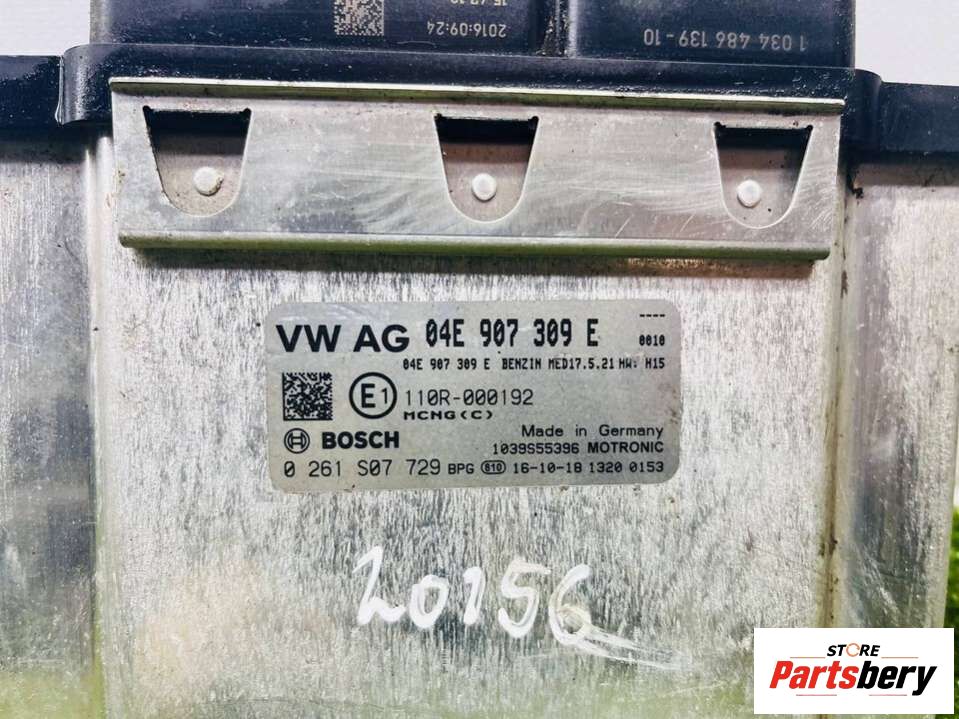 2016:09:24
1 034 486 139-10
VW AG 04E 907 309 E ----
0010
04E 907 309 E BENZIN MED17.5.21 HW: H15
E1 110R-000192
MCNG(C)
BOSCH Made in Germany
1039S55396 MOTRONIC
0 261 S07 729 BPG 610 16-10-18 1320 0153
20156
STORE
Partsbery